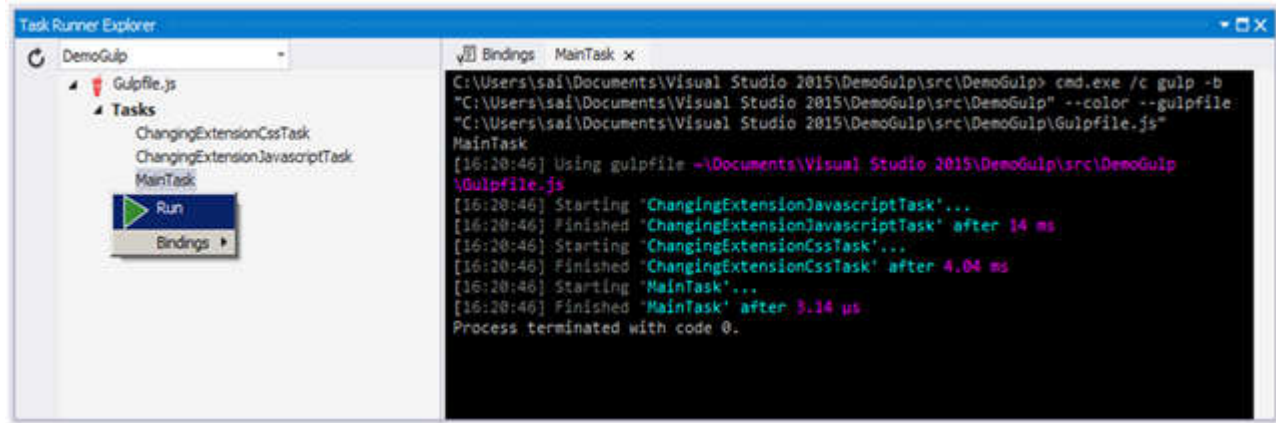 Task Runner Explorer
DemoGulp
Gulpfile.js
Tasks
ChangingExtensionCssTask
ChangingExtensionJavascriptTask
MainTask
Run
Bindings
Bindings MainTask x
C:\Users\sai\Documents\Visual Studio 2015\DemoGulp\src\DemoGulp> cmd.exe /c gulp -b
"C:\Users\sai\Documents\Visual Studio 2015\DemoGulp\src\DemoGulp" --color --gulpfile
"C:\Users\sai\Documents\Visual Studio 2015\DemoGulp\src\DemoGulp\Gulpfile.js"
MainTask
[16:20:46] Using gulpfile ~\Documents\Visual Studio 2015\DemoGulp\src\DemoGulp
\Gulpfile.js
[16:20:46] Starting 'ChangingExtensionJavascriptTask'...
[16:20:46] Finished 'ChangingExtensionJavascriptTask' after 14 ms
[16:20:46] Starting 'ChangingExtensionCssTask'...
[16:20:46] Finished 'ChangingExtensionCssTask' after 4.04 ms
[16:20:46] Starting 'MainTask'...
[16:20:46] Finished 'MainTask' after 3.14 μs
Process terminated with code 0.